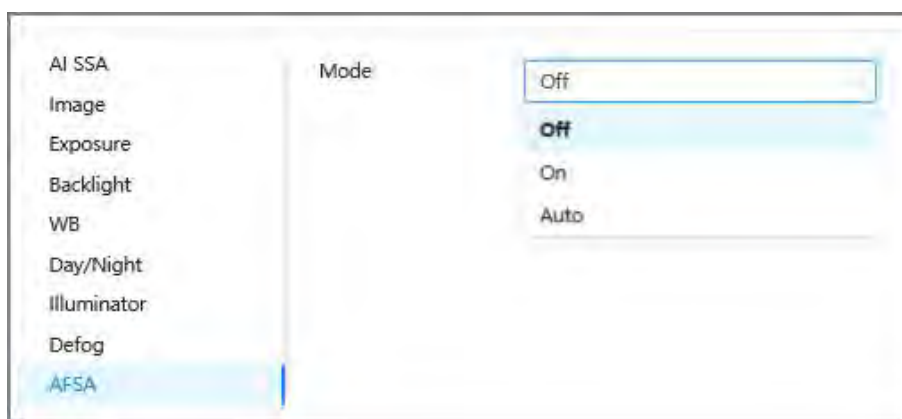 AI SSA
Image
Exposure
Backlight
WB
Day/Night
Illuminator
Defog
AFSA
Mode
Off
Off
On
Auto